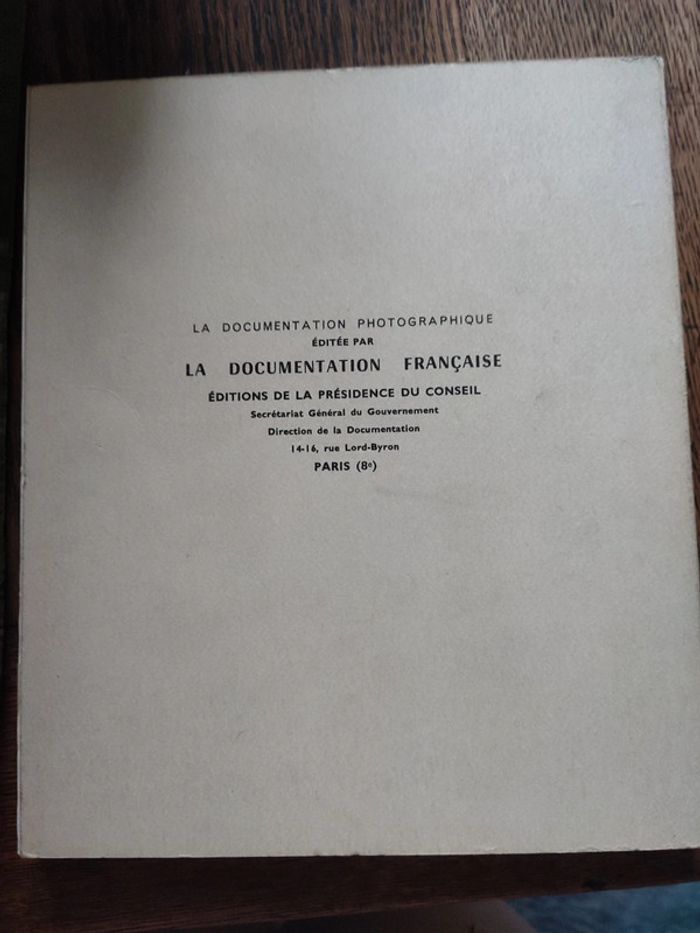 LA DOCUMENTATION PHOTOGRAPHIQUE
ÉDITÉE PAR
LA DOCUMENTATION FRANÇAISE
ÉDITIONS DE LA PRÉSIDENCE DU CONSEIL
Secrétariat Général du Gouvernement
Direction de la Documentation
14-16, rue Lord-Byron
PARIS (8e)